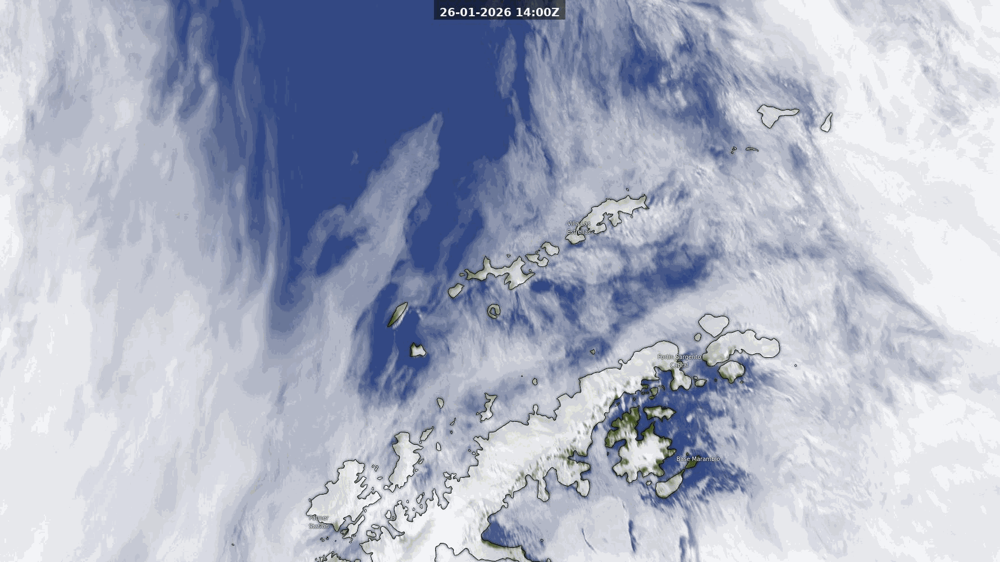 26-01-2026 14:00Z
Villa Las
Estrellas
Fortín Sargento
Cabral
Base Marambio
Palmer
Station